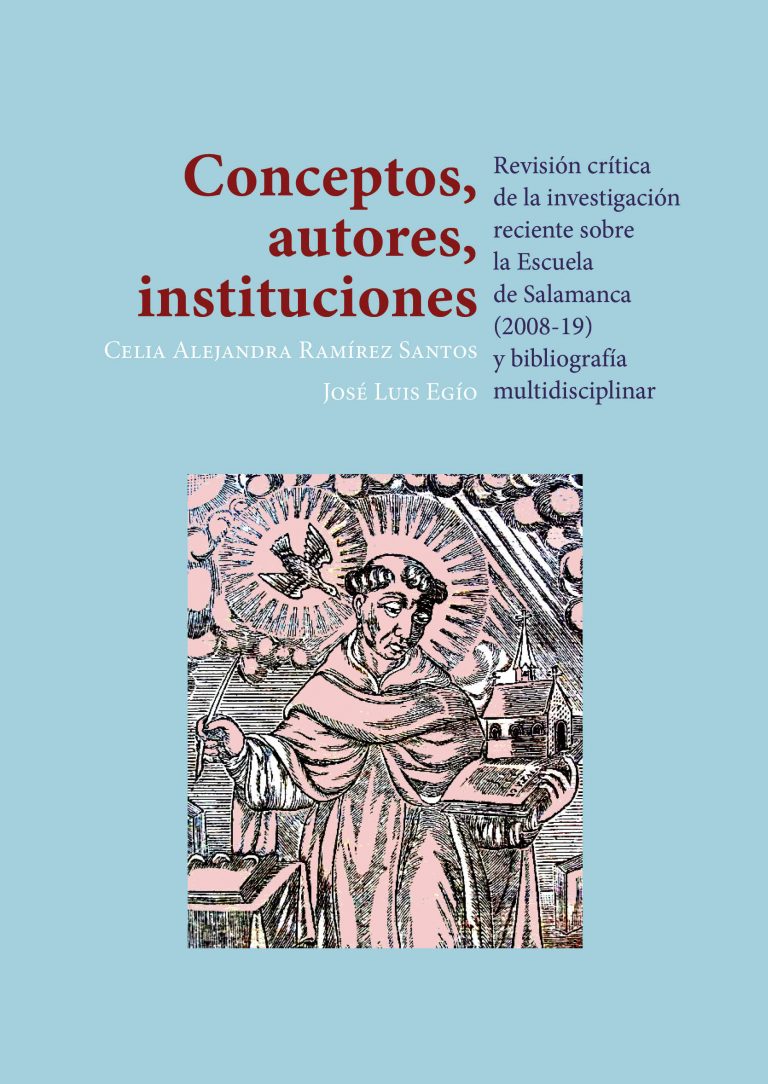 Conceptos,
autores,
instituciones
Celia Alejandra Ramírez Santos
José Luis Egío
Revisión crítica
de la investigación
reciente sobre
la Escuela
de Salamanca
(2008-19)
y bibliografía
multidisciplinar